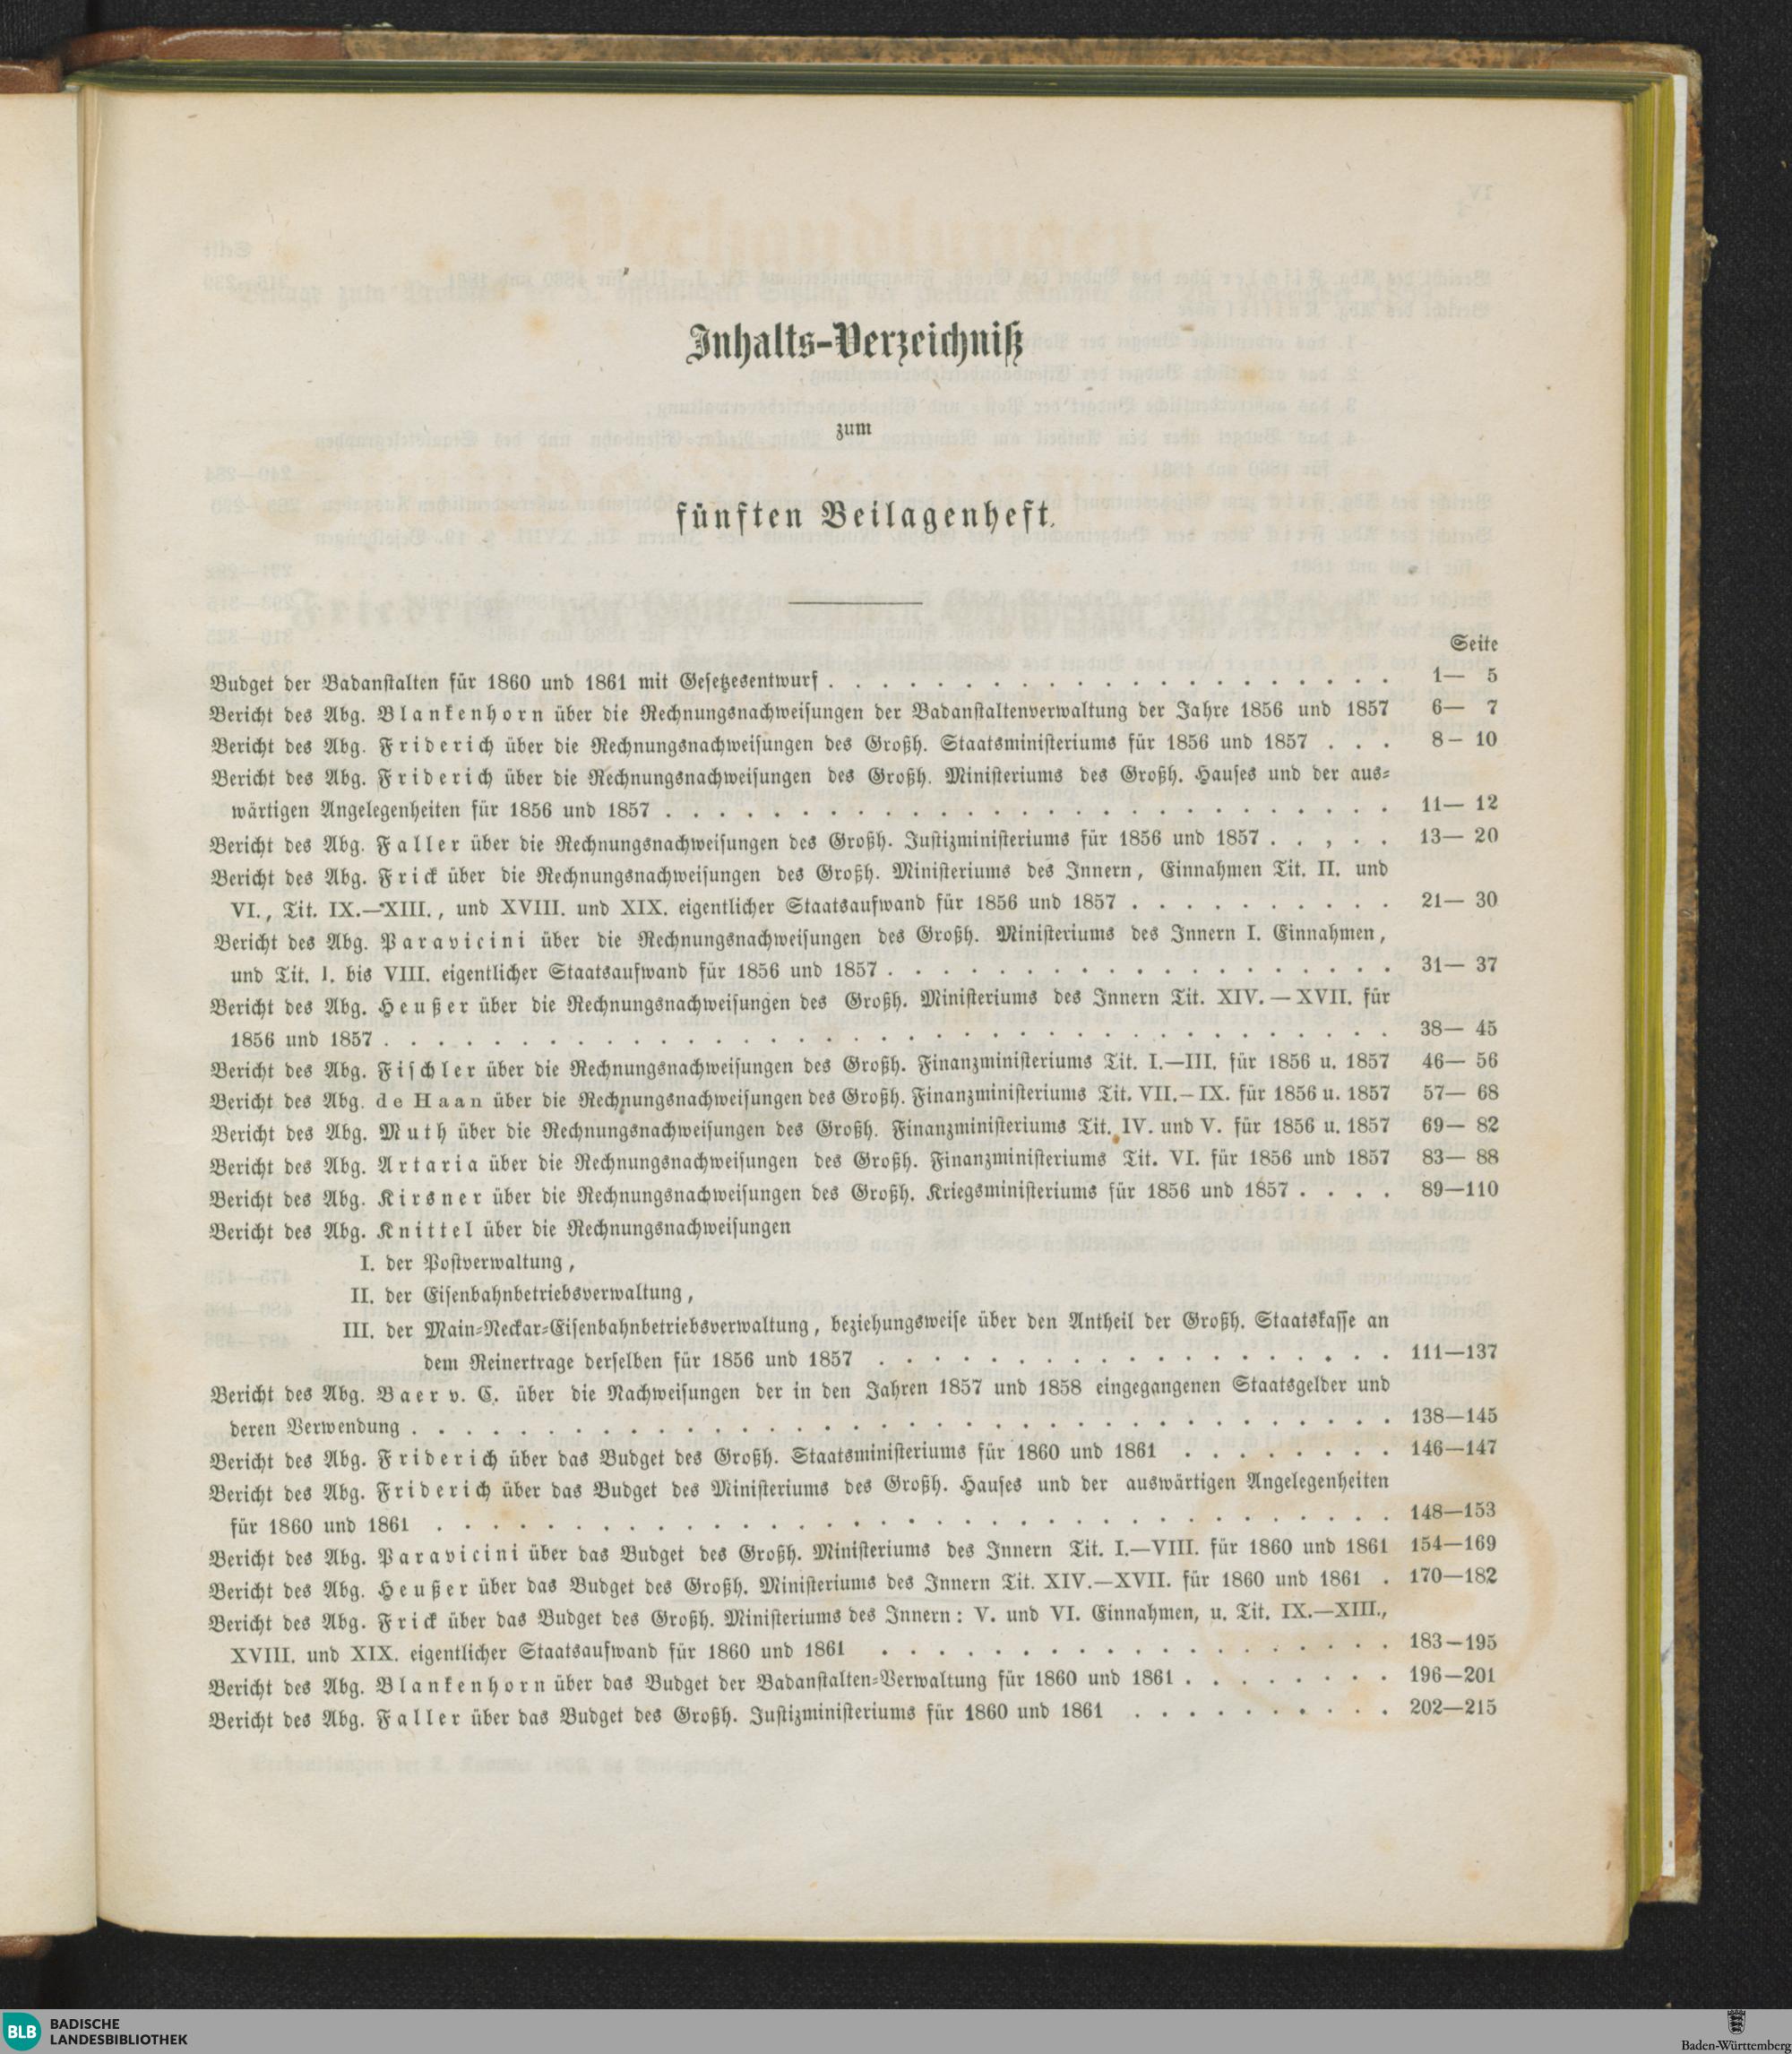 Inhalts-Verzeichniß
zum
fünften Beilagenheft.
Seite
Budget der Badanstalten für 1860 und 1861 mit Gesetzesentwurf . . . . . . . . . . . . . . . . . . . . . 1— 5
Bericht des Abg. Blankenhorn über die Rechnungsnachweisungen der Badanstaltenverwaltung der Jahre 1856 und 1857 6— 7
Bericht des Abg. Friderich über die Rechnungsnachweisungen des Großh. Staatsministeriums für 1856 und 1857 . . . 8— 10
Bericht des Abg. Friderich über die Rechnungsnachweisungen des Großh. Ministeriums des Großh. Hauses und der aus-
wärtigen Angelegenheiten für 1856 und 1857 . . . . . . . . . . . . . . . . . . . . . . . . . . . 11— 12
Bericht des Abg. Faller über die Rechnungsnachweisungen des Großh. Justizministeriums für 1856 und 1857 . . , . . 13— 20
Bericht des Abg. Frick über die Rechnungsnachweisungen des Großh. Ministeriums des Innern, Einnahmen Tit. II. und
VI., Tit. IX.—XIII., und XVIII. und XIX. eigentlicher Staatsaufwand für 1856 und 1857 . . . . . . . . . . 21— 30
Bericht des Abg. Paravicini über die Rechnungsnachweisungen des Großh. Ministeriums des Innern I. Einnahmen,
und Tit. I. bis VIII. eigentlicher Staatsaufwand für 1856 und 1857 . . . . . . . . . . . . . . . . . . . 31— 37
Bericht des Abg. Heußer über die Rechnungsnachweisungen des Großh. Ministeriums des Innern Tit. XIV. — XVII. für
1856 und 1857 . . . . . . . . . . . . . . . . . . . . . . . . . . . . . . . . . . . . . 38— 45
Bericht des Abg. Fischler über die Rechnungsnachweisungen des Großh. Finanzministeriums Tit. I.—III. für 1856 u. 1857 46— 56
Bericht des Abg. de Haan über die Rechnungsnachweisungen des Großh. Finanzministeriums Tit. VII.—IX. für 1856 u. 1857 57— 68
Bericht des Abg. Muth über die Rechnungsnachweisungen des Großh. Finanzministeriums Tit. IV. und V. für 1856 u. 1857 69— 82
Bericht des Abg. Artaria über die Rechnungsnachweisungen des Großh. Finanzministeriums Tit. VI. für 1856 und 1857 83— 88
Bericht des Abg. Kirsner über die Rechnungsnachweisungen des Großh. Kriegsministeriums für 1856 und 1857 . . . . 89—110
Bericht des Abg. Knittel über die Rechnungsnachweisungen
I. der Postverwaltung,
II. der Eisenbahnbetriebsverwaltung,
III. der Main-Neckar-Eisenbahnbetriebsverwaltung, beziehungsweise über den Antheil der Großh. Staatskasse an
dem Reinertrage derselben für 1856 und 1857 . . . . . . . . . . . . . . . . . . . 111—137
Bericht des Abg. Baer v. C. über die Nachweisungen der in den Jahren 1857 und 1858 eingegangenen Staatsgelder und
deren Verwendung . . . . . . . . . . . . . . . . . . . . . . . . . . . . . . . . . . . . 138—145
Bericht des Abg. Friderich über das Budget des Großh. Staatsministeriums für 1860 und 1861 . . . . . . . . 146—147
Bericht des Abg. Friderich über das Budget des Ministeriums des Großh. Hauses und der auswärtigen Angelegenheiten
für 1860 und 1861 . . . . . . . . . . . . . . . . . . . . . . . . . . . . . . . . . . . 148—153
Bericht des Abg. Paravicini über das Budget des Großh. Ministeriums des Innern Tit. I.—VIII. für 1860 und 1861 154—169
Bericht des Abg. Heußer über das Budget des Großh. Ministeriums des Innern Tit. XIV.—XVII. für 1860 und 1861 . 170—182
Bericht des Abg. Frick über das Budget des Großh. Ministeriums des Innern: V. und VI. Einnahmen, u. Tit. IX.—XIII.,
XVIII. und XIX. eigentlicher Staatsaufwand für 1860 und 1861 . . . . . . . . . . . . . . . . . . . 183—195
Bericht des Abg. Blankenhorn über das Budget der Badanstalten-Verwaltung für 1860 und 1861 . . . . . . . . 196—201
Bericht des Abg. Faller über das Budget des Großh. Justizministeriums für 1860 und 1861 . . . . . . . . . . 202—215
BLB
BADISCHE
LANDESBIBLIOTHEK
Baden-Württemberg